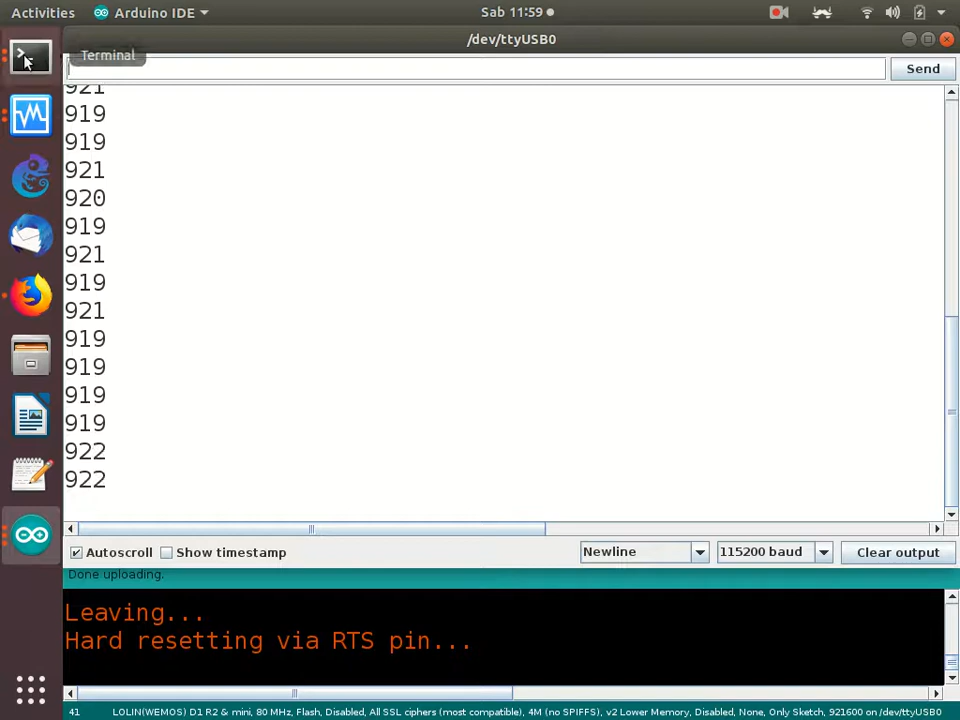 Activities
Arduino IDE
Sab 11:59
/dev/ttyUSB0
Terminal
Send
921
919
919
921
920
919
921
919
921
919
919
919
919
922
922
Autoscroll
Show timestamp
Newline
115200 baud
Clear output
Done uploading.
Leaving...
Hard resetting via RTS pin...
41
LOLIN(WEMOS) D1 R2 & mini, 80 MHz, Flash, Disabled, All SSL ciphers (most compatible), 4M (no SPIFFS), v2 Lower Memory, Disabled, None, Only Sketch, 921600 on /dev/ttyUSB0